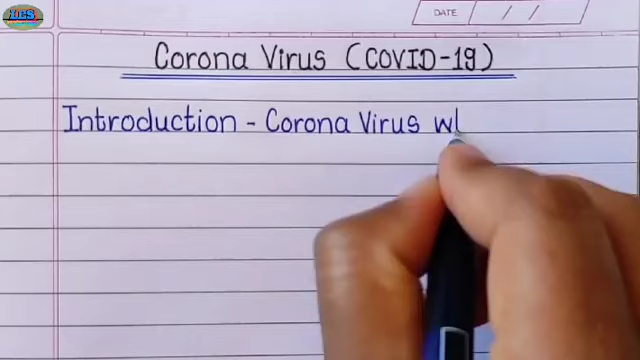 DATE / /
Corona Virus (COVID-19)
Introduction - Corona Virus